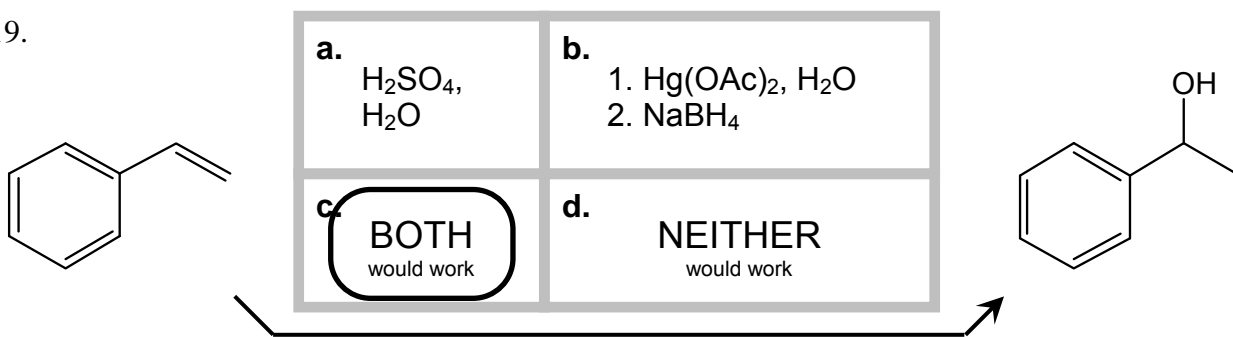 9.
a.
H₂SO₄,
H₂O
b.
1. Hg(OAc)₂, H₂O
2. NaBH₄
OH
c.
BOTH
would work
d.
NEITHER
would work